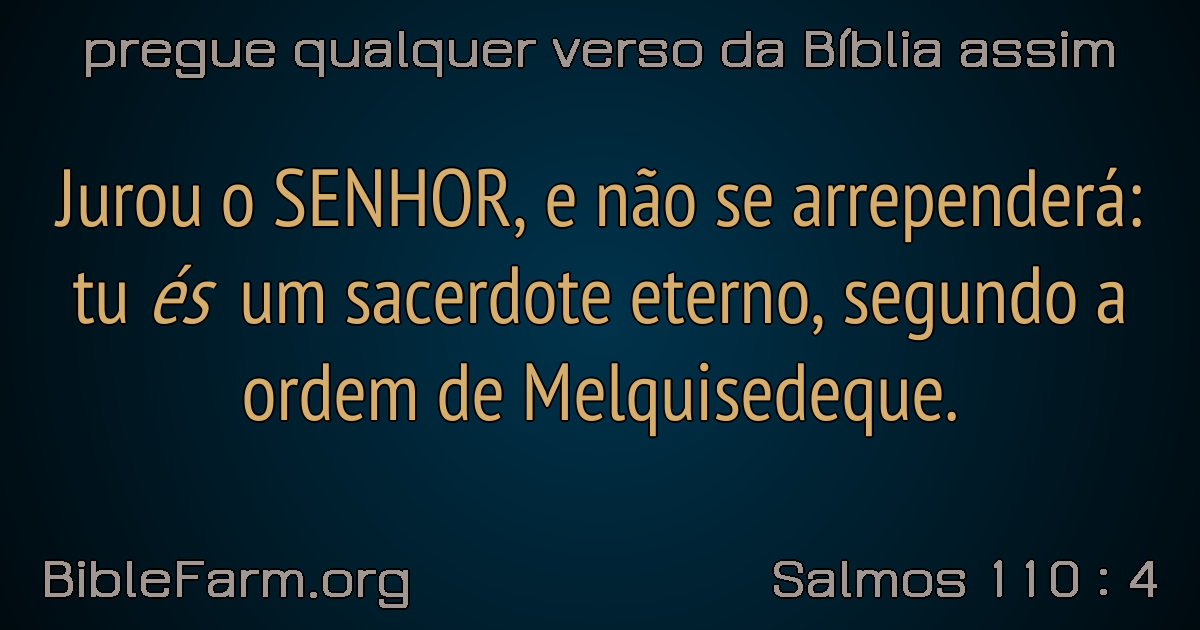 pregue qualquer verso da Bíblia assim
Jurou o SENHOR, e não se arrependerá:
tu és um sacerdote eterno, segundo a
ordem de Melquisedeque.
BibleFarm.org
Salmos 110 : 4